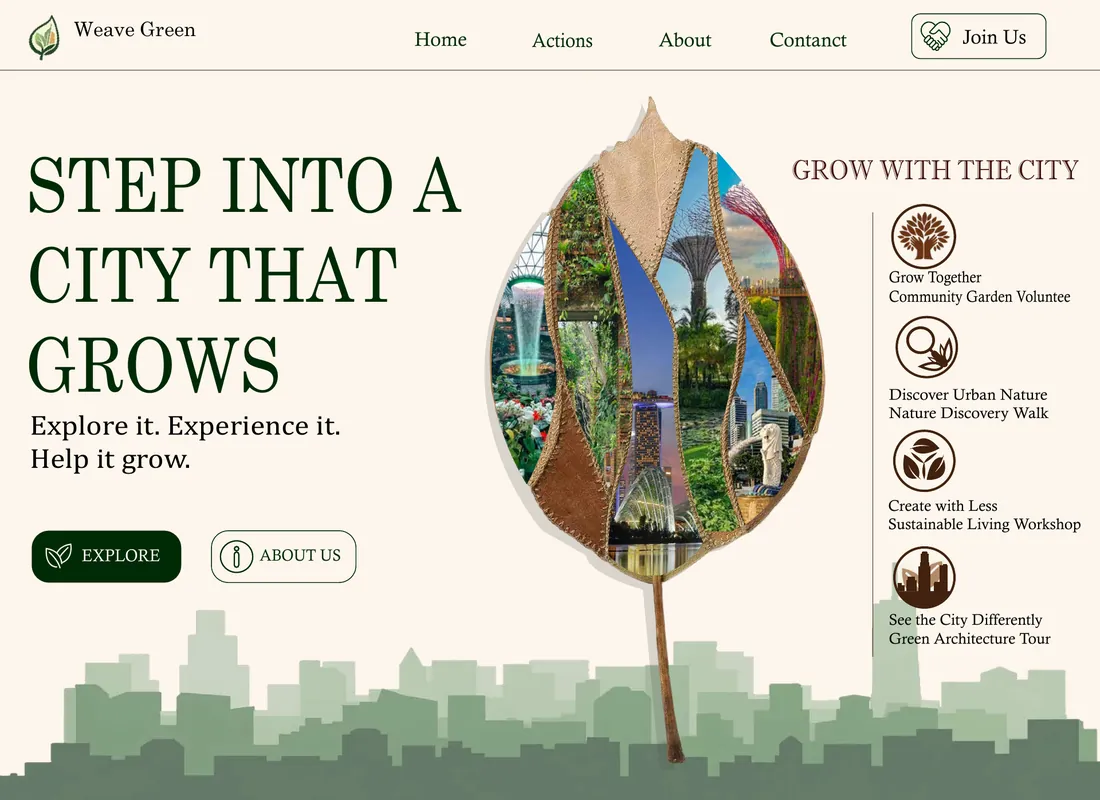 Weave Green
Home
Actions
About
Contanct
Join Us
STEP INTO A
CITY THAT
GROWS
Explore it. Experience it.
Help it grow.
EXPLORE
ABOUT US
GROW WITH THE CITY
Grow Together
Community Garden Voluntee
Discover Urban Nature
Nature Discovery Walk
Create with Less
Sustainable Living Workshop
See the City Differently
Green Architecture Tour